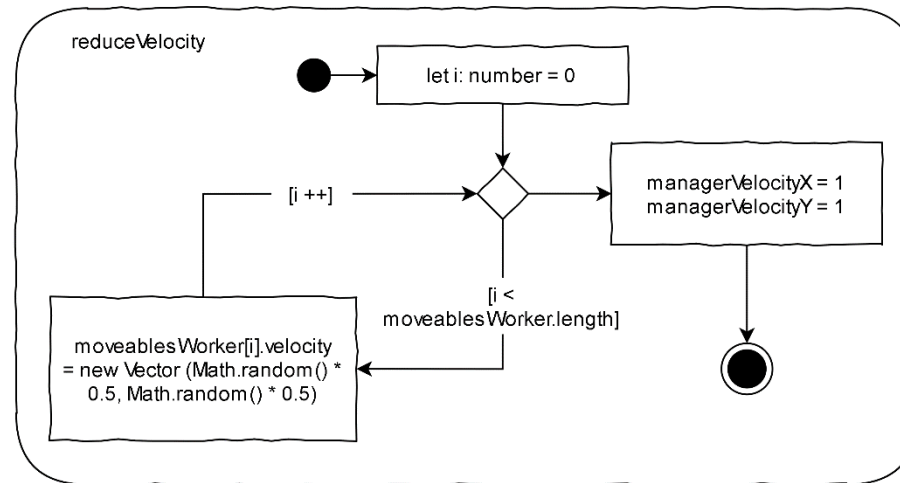 reduceVelocity
let i: number = 0
managerVelocityX = 1
managerVelocityY = 1
[i ++]
[i <
moveablesWorker.length]
moveablesWorker[i].velocity
= new Vector (Math.random() *
0.5, Math.random() * 0.5)